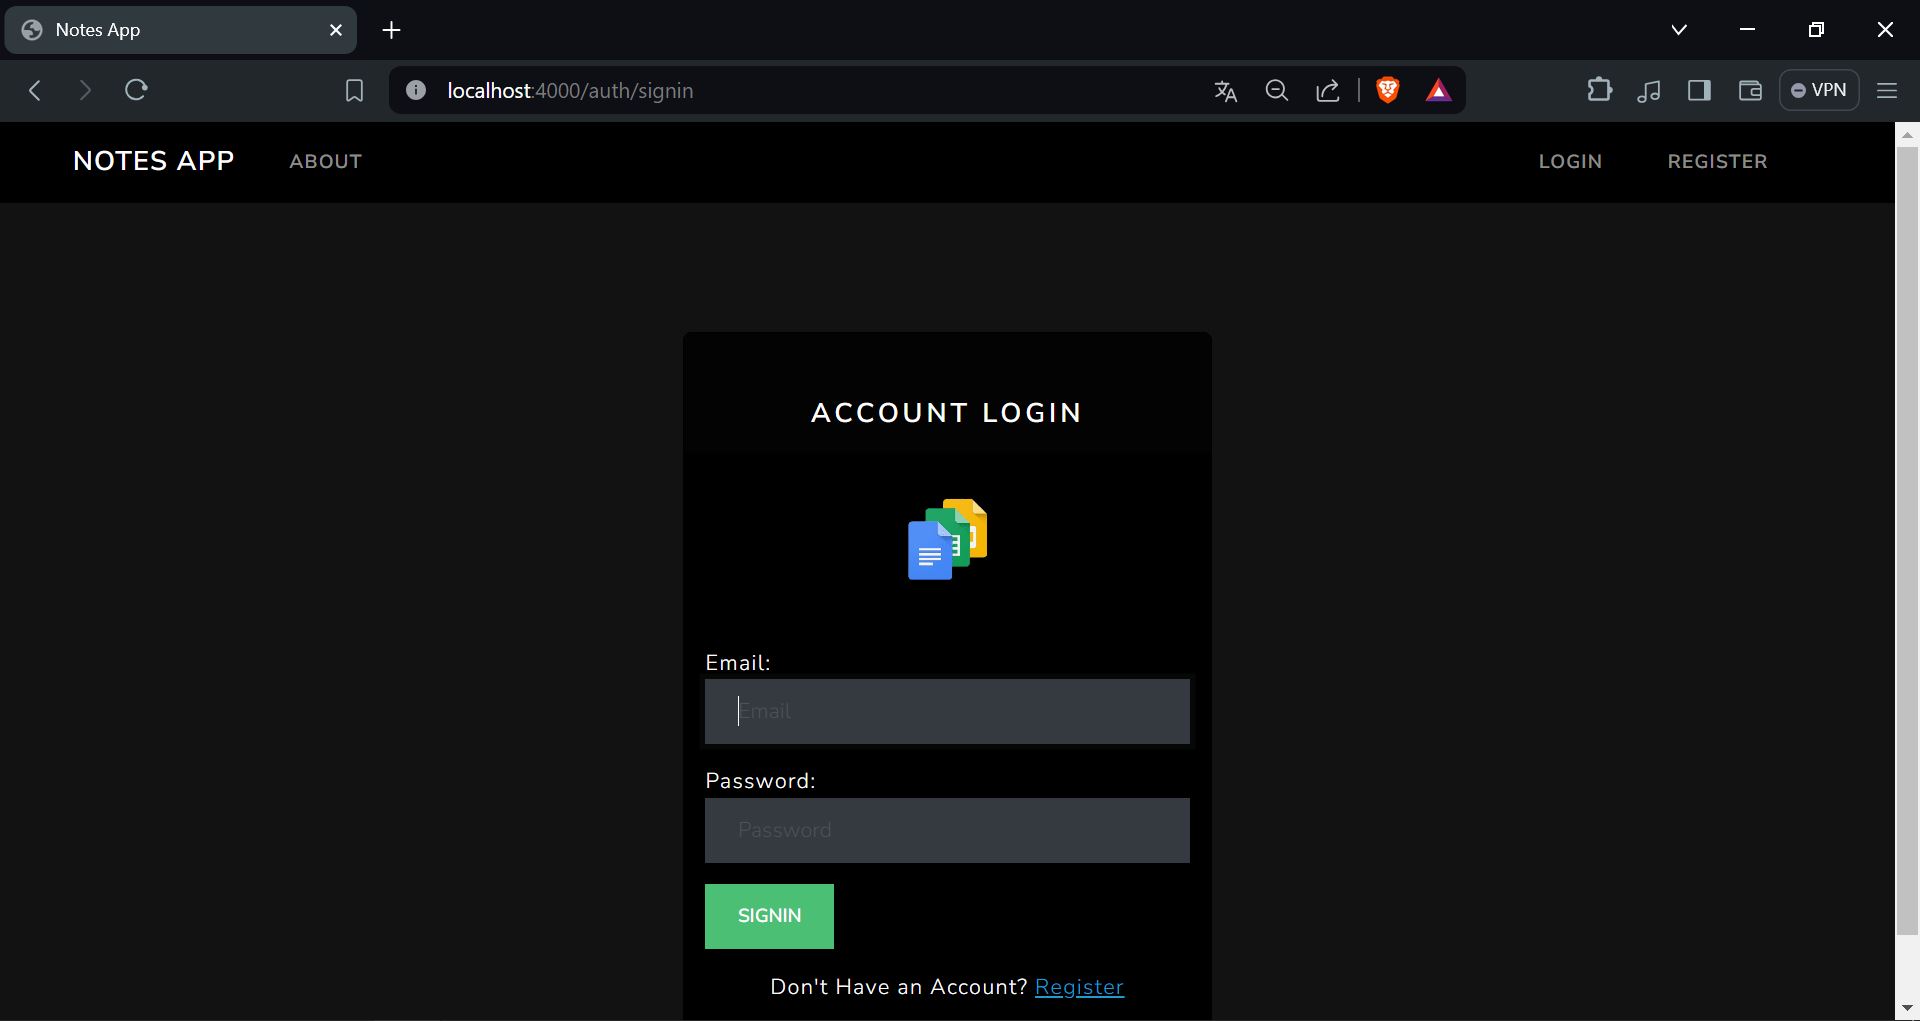 Notes App
localhost:4000/auth/signin
VPN
NOTES APP ABOUT LOGIN REGISTER
ACCOUNT LOGIN
Email:
Email
Password:
Password
SIGNIN
Don't Have an Account? Register